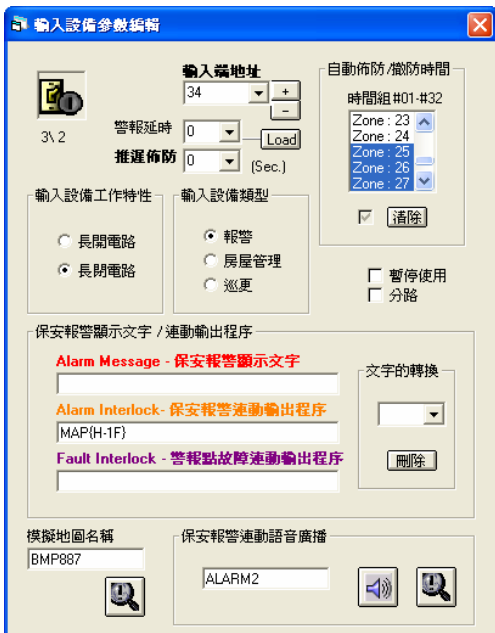 輸入設備參數編輯
輸入端地址
34
+
-
3\ 2
警報延時
0
Load
推遲佈防
0
(Sec.)
自動佈防/撤防時間
時間組#01-#32
Zone : 23
Zone : 24
Zone : 25
Zone : 26
Zone : 27
清除
輸入設備工作特性
長開電路
長閉電路
輸入設備類型
報警
房屋管理
巡更
暫停使用
分路
保安報警顯示文字 / 連動輸出程序
Alarm Message - 保安報警顯示文字
Alarm Interlock- 保安報警連動輸出程序
MAP{H-1F}
Fault Interlock - 警報點故障連動輸出程序
文字的轉換
刪除
模擬地圖名稱
BMP887
保安報警連動語音廣播
ALARM2